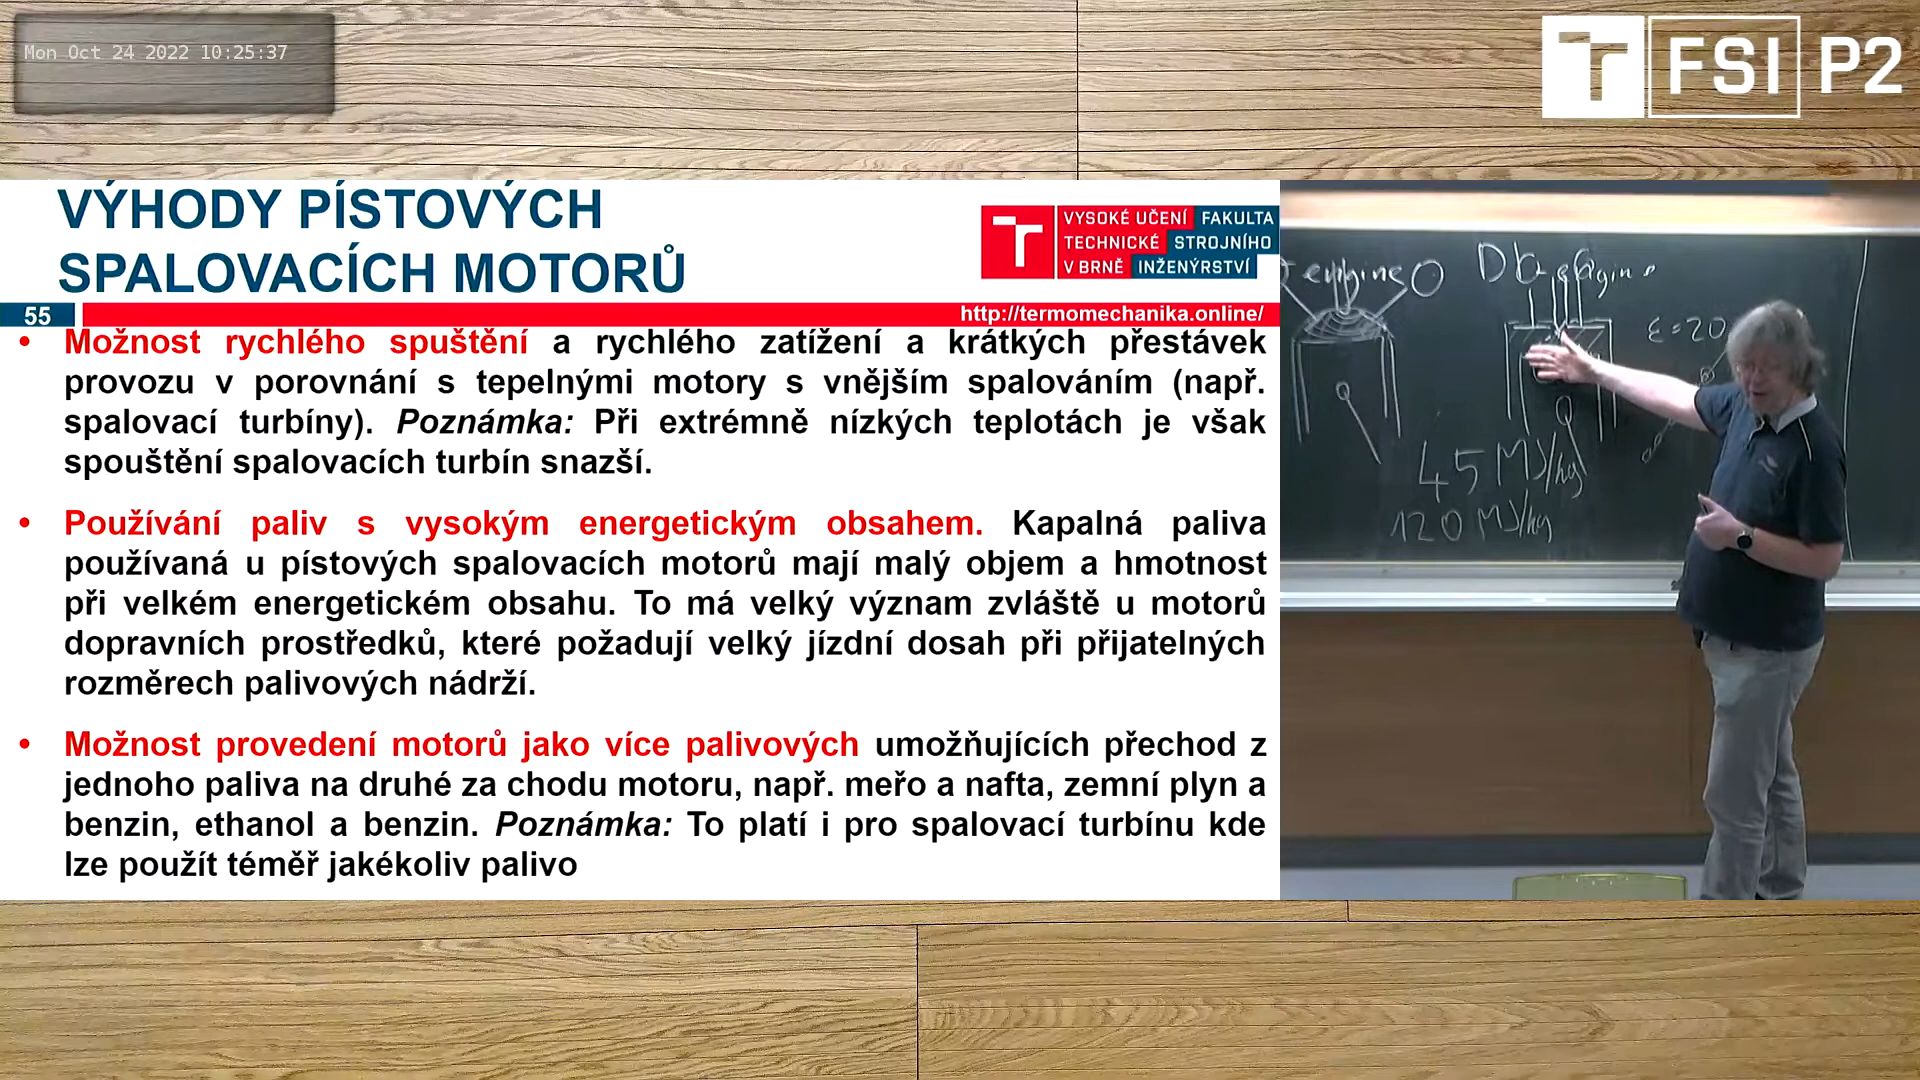 Mon Oct 24 2022 10:25:37
FSI P2
VÝHODY PÍSTOVÝCH
SPALOVACÍCH MOTORŮ
VYSOKÉ UČENÍ FAKULTA
TECHNICKÉ STROJNÍHO
V BRNĚ INŽENÝRSTVÍ
55
http://termomechanika.online/
• Možnost rychlého spuštění a rychlého zatížení a krátkých přestávek
provozu v porovnání s tepelnými motory s vnějším spalováním (např.
spalovací turbíny). Poznámka: Při extrémně nízkých teplotách je však
spouštění spalovacích turbín snazší.
• Používání paliv s vysokým energetickým obsahem. Kapalná paliva
používaná u pístových spalovacích motorů mají malý objem a hmotnost
při velkém energetickém obsahu. To má velký význam zvláště u motorů
dopravních prostředků, které požadují velký jízdní dosah při přijatelných
rozměrech palivových nádrží.
• Možnost provedení motorů jako více palivových umožňujících přechod z
jednoho paliva na druhé za chodu motoru, např. meřo a nafta, zemní plyn a
benzin, ethanol a benzin. Poznámka: To platí i pro spalovací turbínu kde
lze použít téměř jakékoliv palivo
engine
ε=20
45 MJ/kg
120 MJ/kg